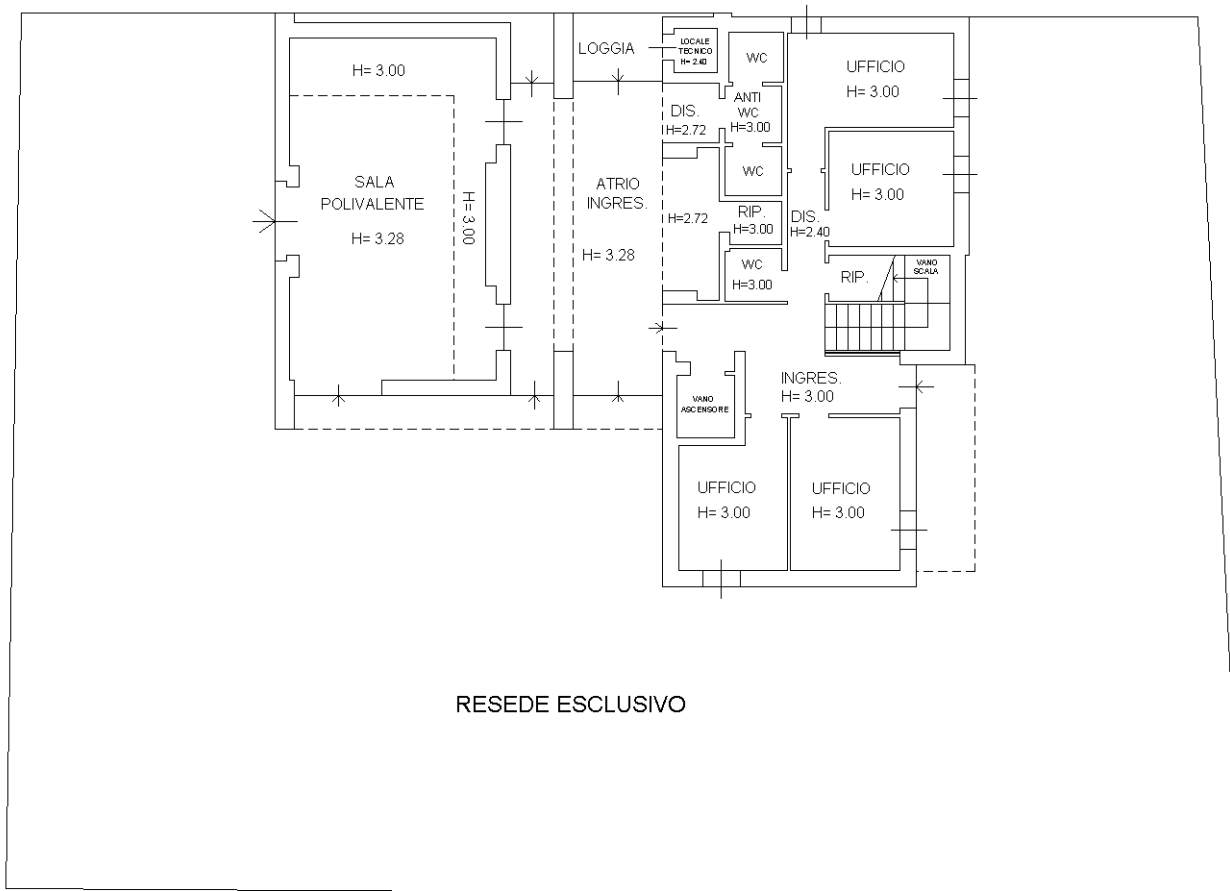 LOGGIA
LOCALE
TECNICO
H= 2.40
WC
UFFICIO
H= 3.00
H= 3.00
DIS.
H=2.72
ANTI
WC
H=3.00
WC
UFFICIO
H= 3.00
SALA
POLIVALENTE
H= 3.28
H= 3.00
ATRIO
INGRES.
H= 3.28
H=2.72
RIP.
H=3.00
DIS.
H=2.40
WC
H=3.00
RIP.
VANO
SCALA
INGRES.
H= 3.00
VANO
ASCENSORE
UFFICIO
H= 3.00
UFFICIO
H= 3.00
RESEDE ESCLUSIVO